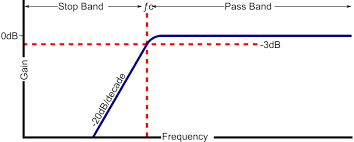 Stop Band fc Pass Band
0dB
-3dB
Gain
-20dB/decade
Frequency